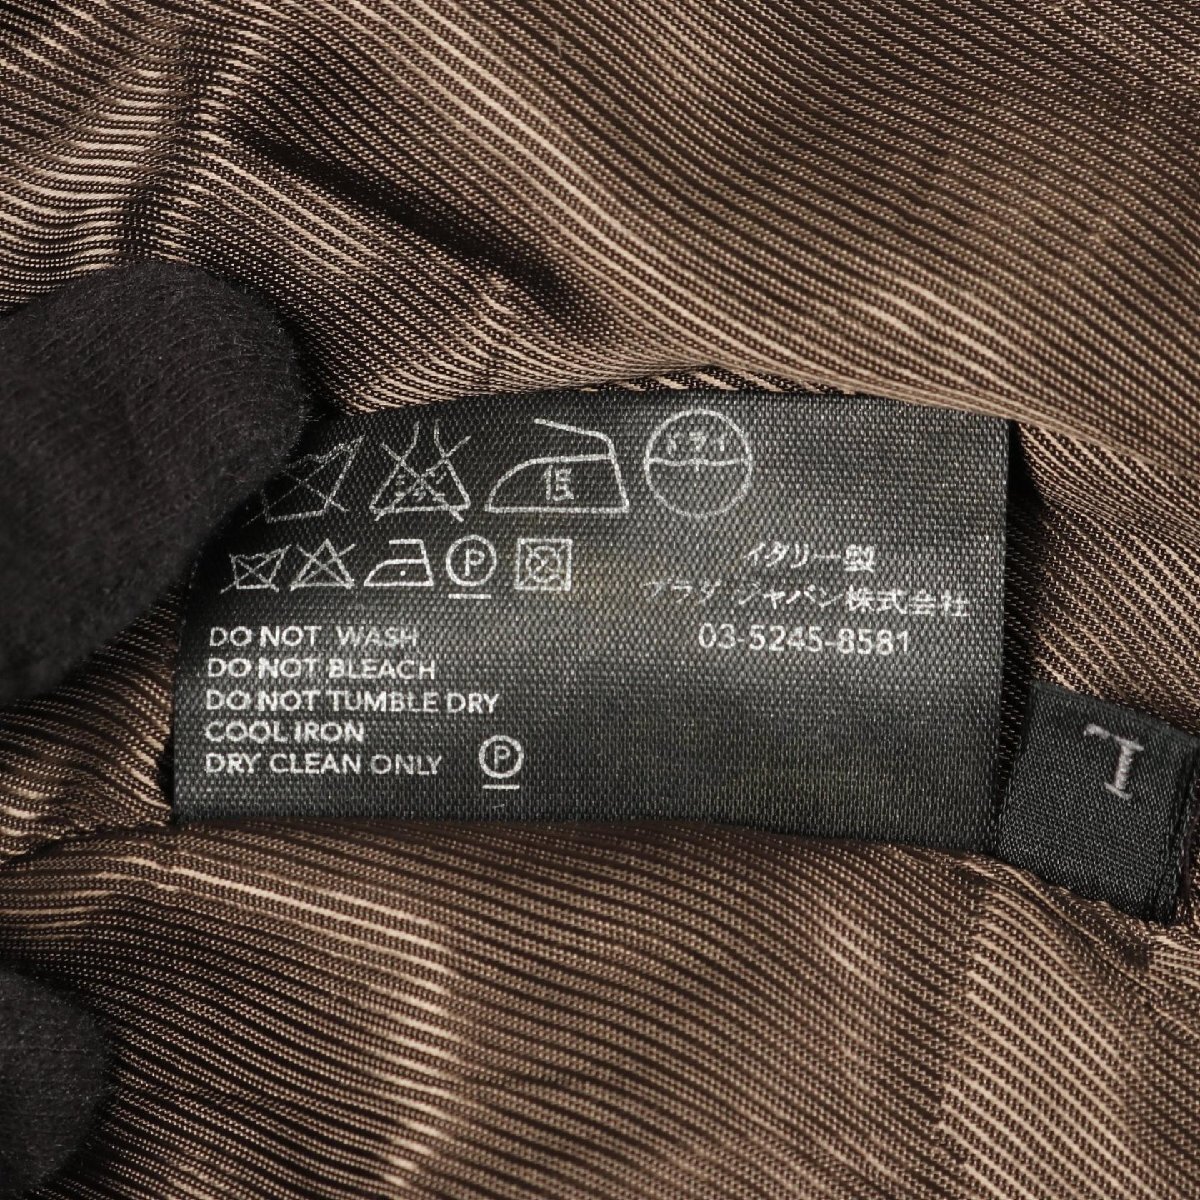 低
ドライ
P
イタリー製
プラダ ジャパン株式会社
03-5245-8581
DO NOT WASH
DO NOT BLEACH
DO NOT TUMBLE DRY
COOL IRON
DRY CLEAN ONLY P
L